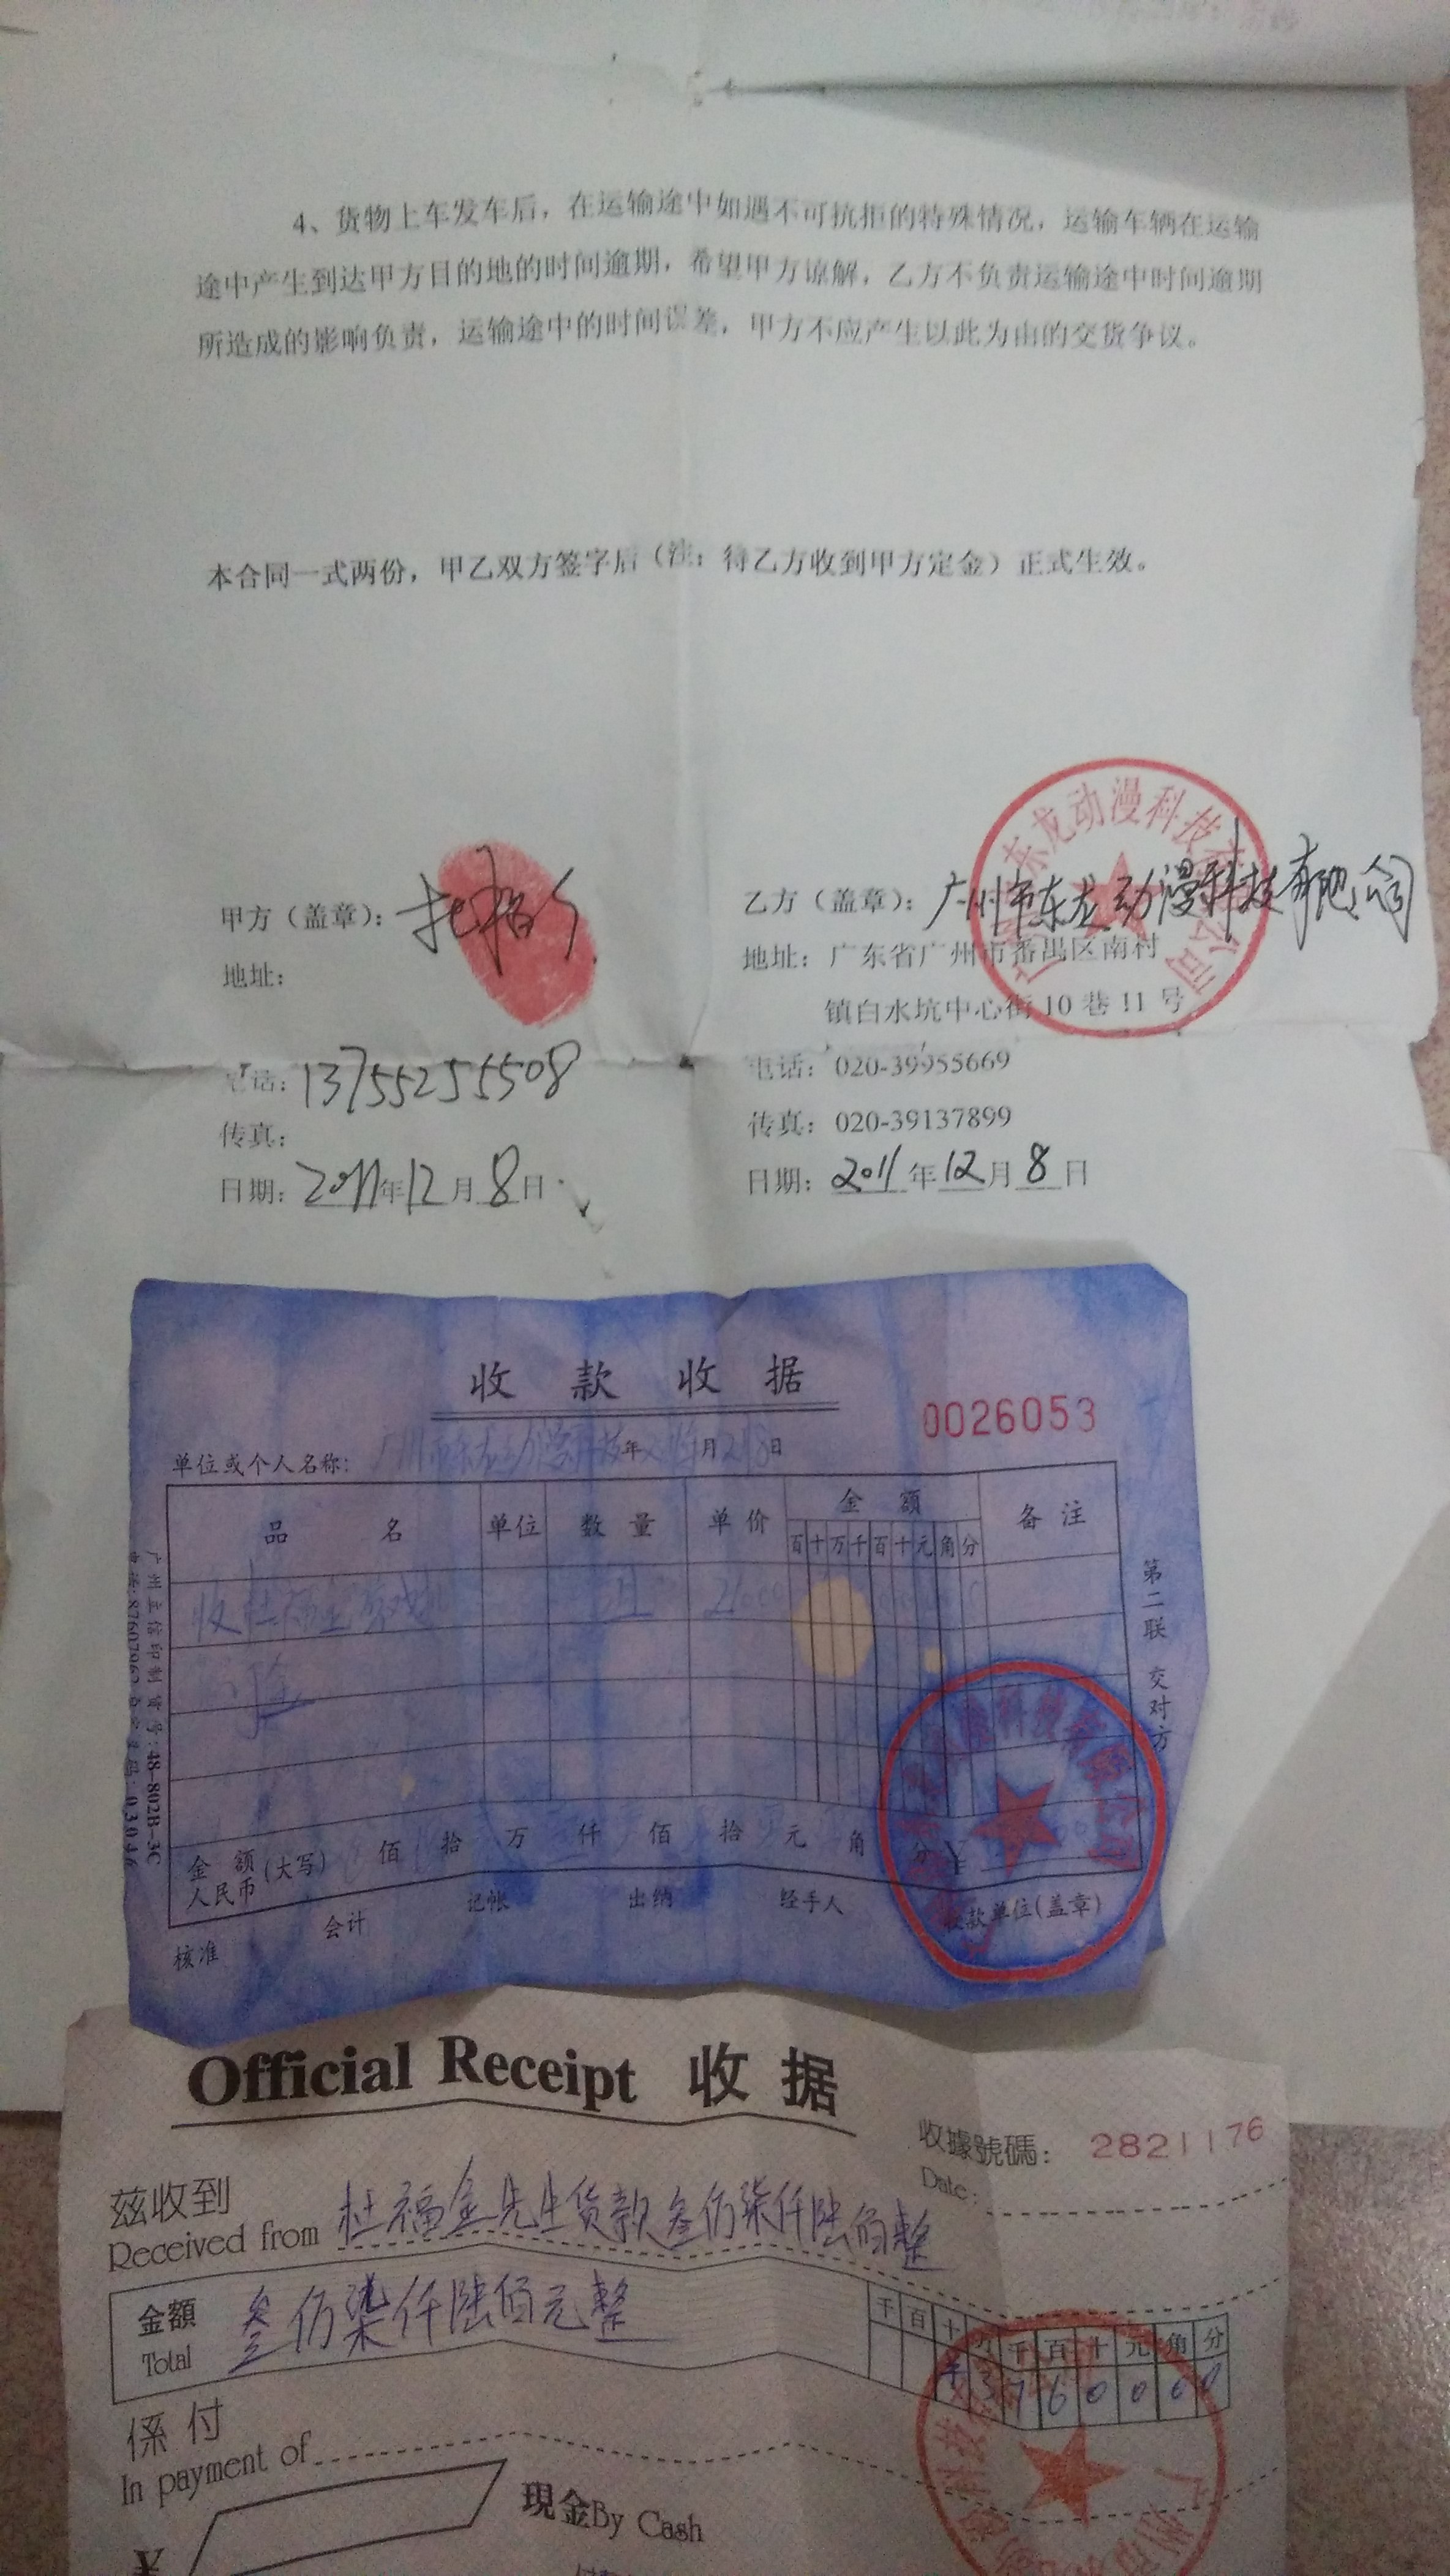 4、货物上车发车后，在运输途中如遇不可抗拒的特殊情况，运输车辆在运输
途中产生到达甲方目的地的时间逾期，希望甲方谅解，乙方不负责运输途中时间逾期
所造成的影响负责，运输途中的时间误差，甲方不应产生以此为由的交货争议。
本合同一式两份，甲乙双方签字后（注：待乙方收到甲方定金）正式生效。
甲方（盖章）：
地址：
话：13755255508
传真：
日期：2011年12月8日
乙方（盖章）：广州市东龙动漫科技有限公司
东龙动漫科技 公司
地址：广东省广州市番禺区南村
镇白水坑中心街10巷11号
电话：020-39955669
传真：020-39137899
日期：2011年12月8日
收款收据
0026053
单位或个人名称： 年 月 日
品名 单位 数量 单价 金额 备注
百十万千百十元角分
第二联 交对方
金额(大写) 佰 拾 万 仟 佰 拾 元 角 分 ¥
人民币
核准 会计 记帐 出纳 经手人 收款单位(盖章)
48-802B-3C
Official Receipt 收据
收據號碼： 2821176
Date:
兹收到
Received from 杜福金先生货款叁万柒仟陆佰整
金額
Total
叁万柒仟陆佰元整
千百十万千百十元角分
¥3760000
係付
In payment of
現金By Cash
¥